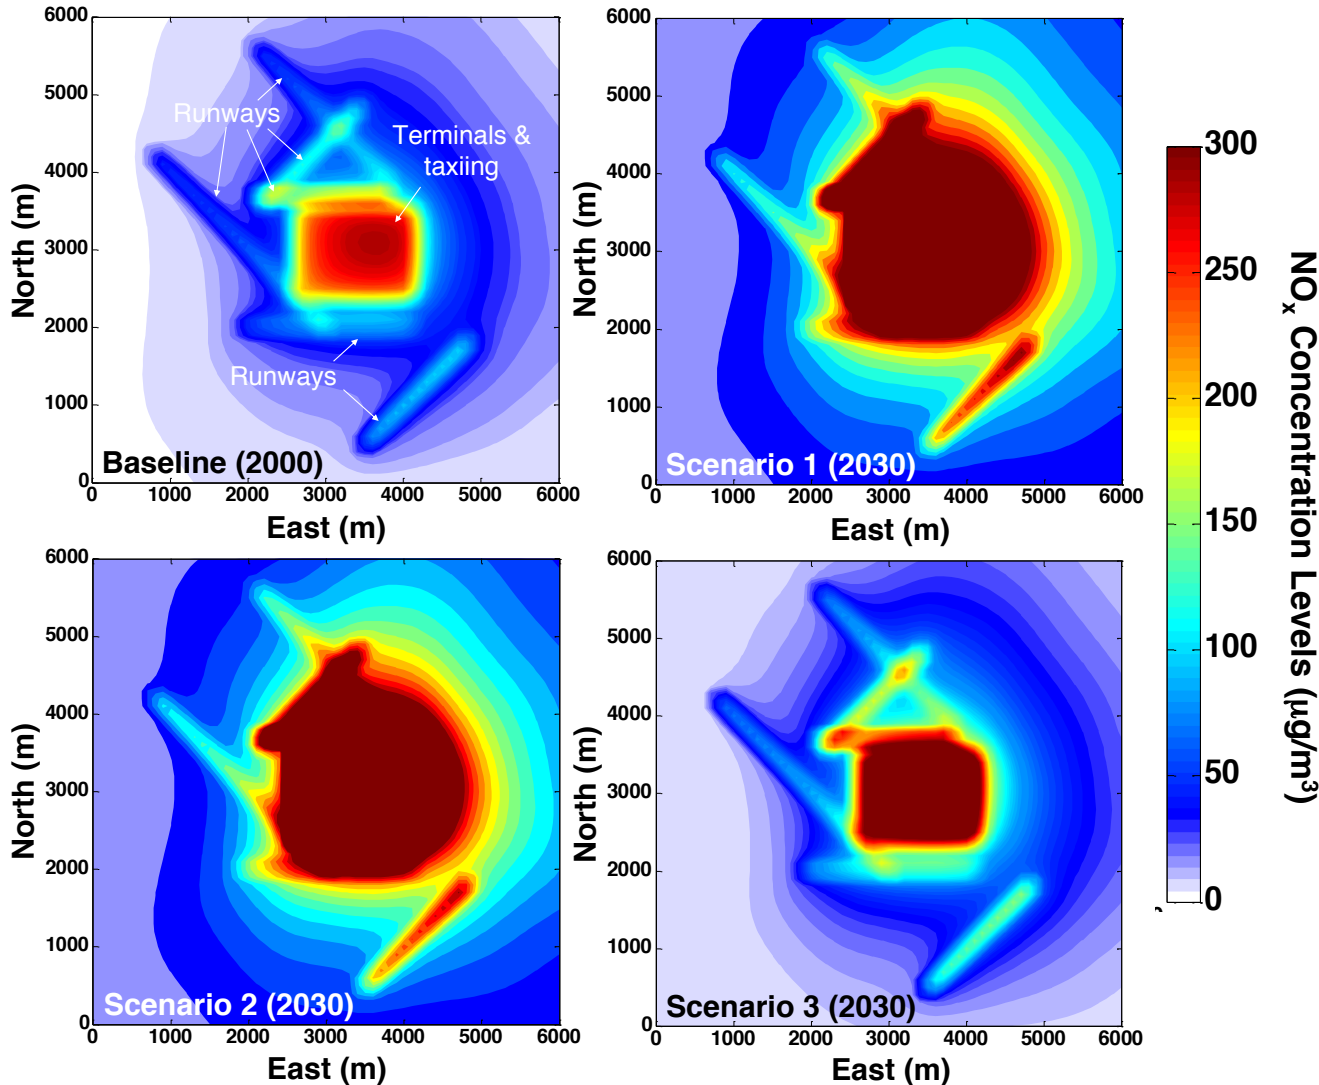 6000
5000
4000
3000
2000
1000
0
North (m)
Runways
Terminals &
taxiing
Runways
Baseline (2000)
0 1000 2000 3000 4000 5000 6000
East (m)
6000
5000
4000
3000
2000
1000
0
North (m)
Scenario 1 (2030)
0 1000 2000 3000 4000 5000 6000
East (m)
6000
5000
4000
3000
2000
1000
0
North (m)
Scenario 2 (2030)
0 1000 2000 3000 4000 5000 6000
East (m)
6000
5000
4000
3000
2000
1000
0
North (m)
Scenario 3 (2030)
0 1000 2000 3000 4000 5000 6000
East (m)
300
250
200
150
100
50
0
NOx Concentration Levels (μg/m³)